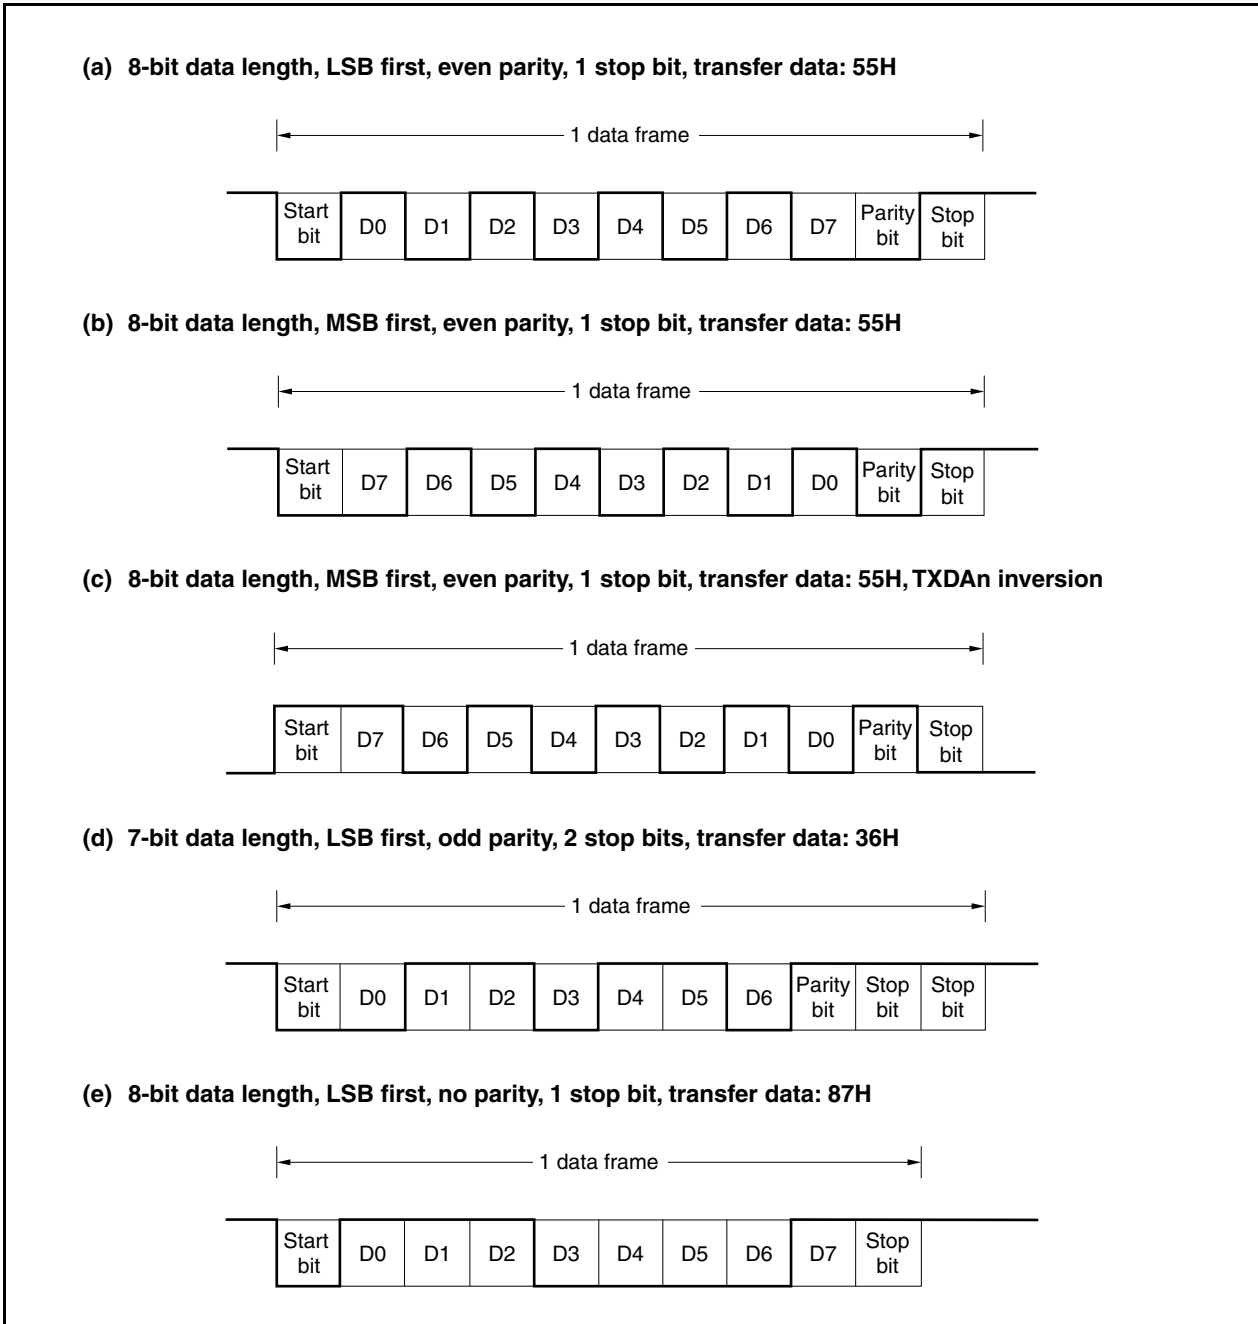 (a) 8-bit data length, LSB first, even parity, 1 stop bit, transfer data: 55H
1 data frame
Start bit D0 D1 D2 D3 D4 D5 D6 D7 Parity bit Stop bit
(b) 8-bit data length, MSB first, even parity, 1 stop bit, transfer data: 55H
1 data frame
Start bit D7 D6 D5 D4 D3 D2 D1 D0 Parity bit Stop bit
(c) 8-bit data length, MSB first, even parity, 1 stop bit, transfer data: 55H, TXDAn inversion
1 data frame
Start bit D7 D6 D5 D4 D3 D2 D1 D0 Parity bit Stop bit
(d) 7-bit data length, LSB first, odd parity, 2 stop bits, transfer data: 36H
1 data frame
Start bit D0 D1 D2 D3 D4 D5 D6 Parity bit Stop bit Stop bit
(e) 8-bit data length, LSB first, no parity, 1 stop bit, transfer data: 87H
1 data frame
Start bit D0 D1 D2 D3 D4 D5 D6 D7 Stop bit